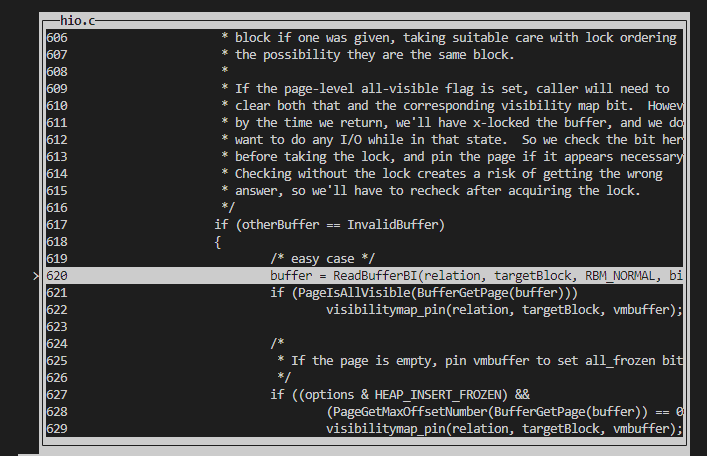 hio.c
606 * block if one was given, taking suitable care with lock ordering
607 * the possibility they are the same block.
608 *
609 * If the page-level all-visible flag is set, caller will need to
610 * clear both that and the corresponding visibility map bit. Howev
611 * by the time we return, we'll have x-locked the buffer, and we do
612 * want to do any I/O while in that state. So we check the bit her
613 * before taking the lock, and pin the page if it appears necessary
614 * Checking without the lock creates a risk of getting the wrong
615 * answer, so we'll have to recheck after acquiring the lock.
616 */
617 if (otherBuffer == InvalidBuffer)
618 {
619 /* easy case */
> 620 buffer = ReadBufferBI(relation, targetBlock, RBM_NORMAL, bi
621 if (PageIsAllVisible(BufferGetPage(buffer)))
622 visibilitymap_pin(relation, targetBlock, vmbuffer);
623
624 /*
625 * If the page is empty, pin vmbuffer to set all_frozen bit
626 */
627 if ((options & HEAP_INSERT_FROZEN) &&
628 (PageGetMaxOffsetNumber(BufferGetPage(buffer)) == 0
629 visibilitymap_pin(relation, targetBlock, vmbuffer);